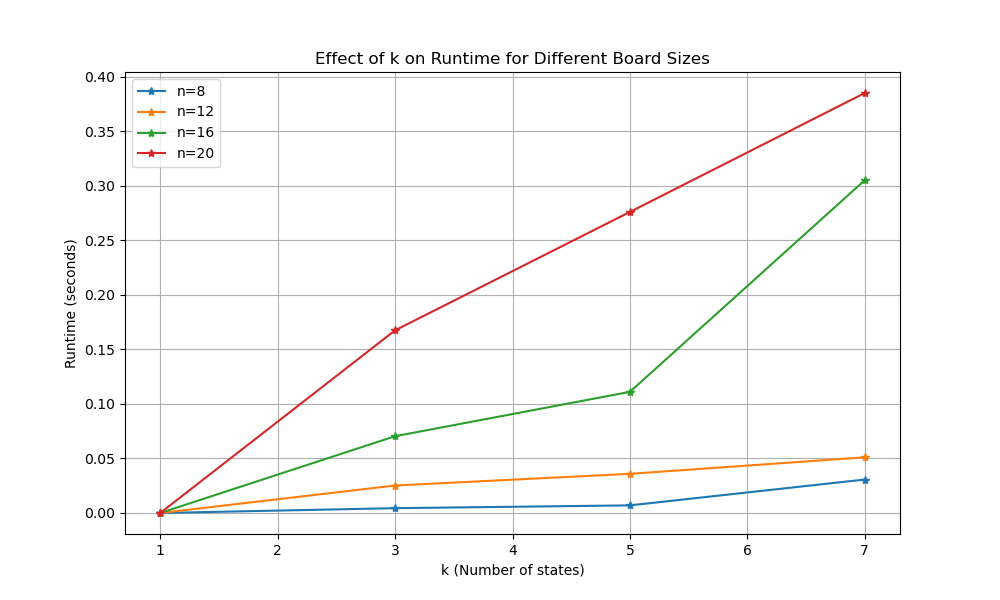 Effect of k on Runtime for Different Board Sizes
n=8
n=12
n=16
n=20
0.40
0.35
0.30
0.25
0.20
0.15
0.10
0.05
0.00
Runtime (seconds)
1 2 3 4 5 6 7
k (Number of states)